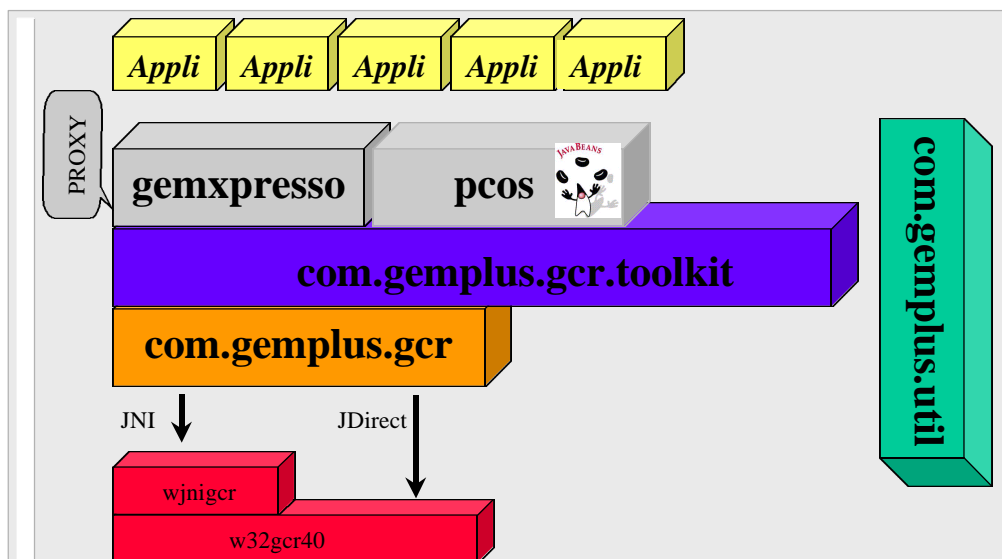 Appli Appli Appli Appli Appli
PROXY
gemxpresso
pcos
JAVABEANS
com.gemplus.gcr.toolkit
com.gemplus.gcr
com.gemplus.util
JNI
JDirect
wjnigcr
w32gcr40